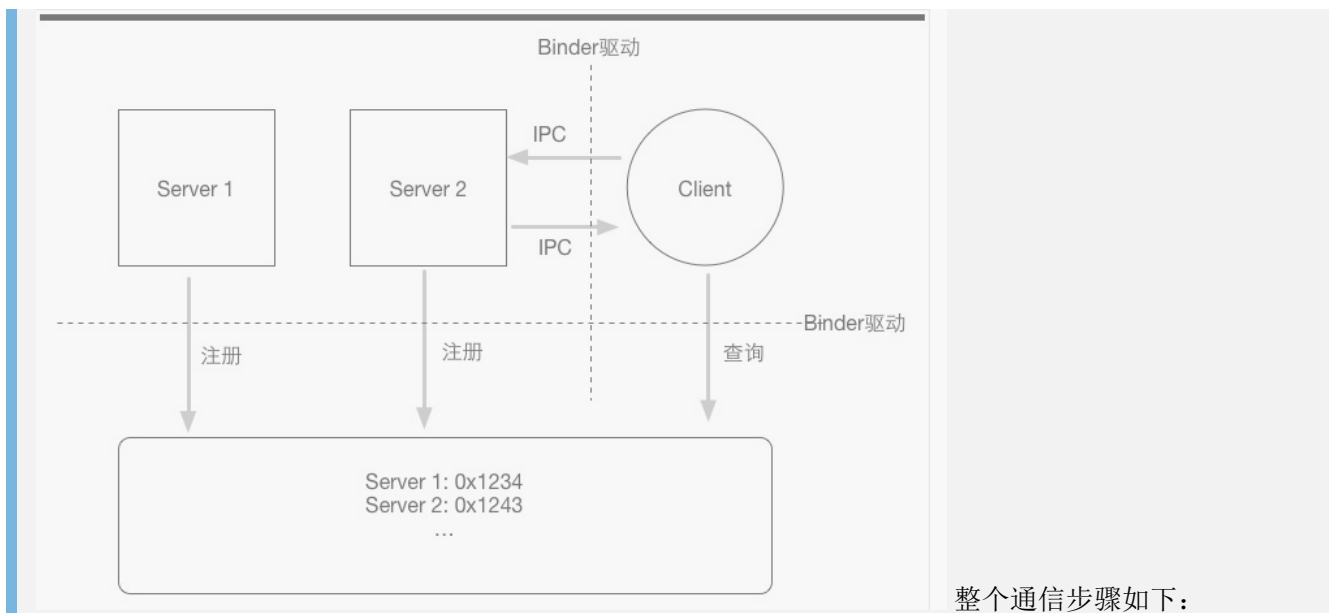 Binder驱动
IPC
Server 1
Server 2
Client
IPC
Binder驱动
注册
注册
查询
Server 1: 0x1234
Server 2: 0x1243
...
整个通信步骤如下：